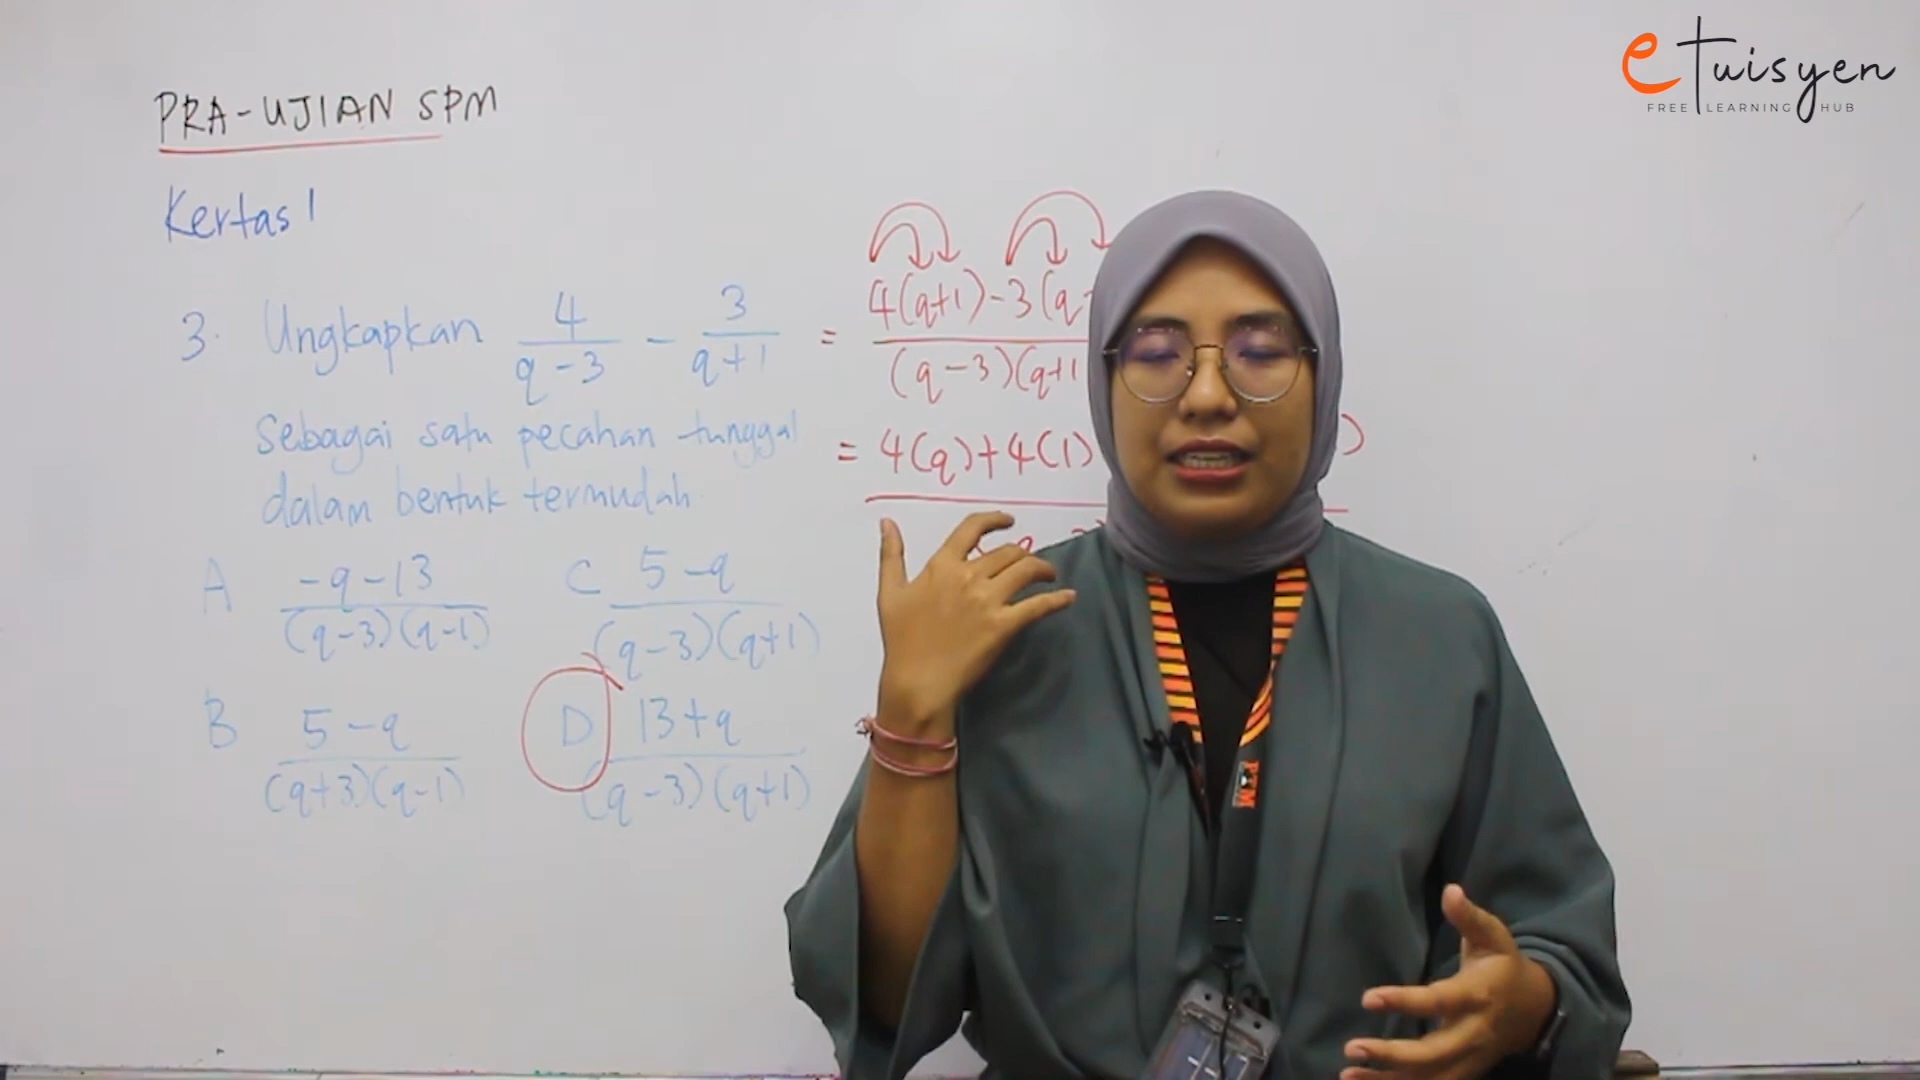 e Tuisyen
FREE LEARNING HUB
PRA-UJIAN SPM
Kertas 1
3. Ungkapkan 4/(q-3) - 3/(q+1)
sebagai satu pecahan tunggal
dalam bentuk termudah.
A (-q-13)/((q-3)(q-1))
B (5-q)/((q+3)(q-1))
C (5-q)/((q-3)(q+1))
D (13+q)/((q-3)(q+1))
= 4(q+1)-3(q
(q-3)(q+1
= 4(q)+4(1)
PTM